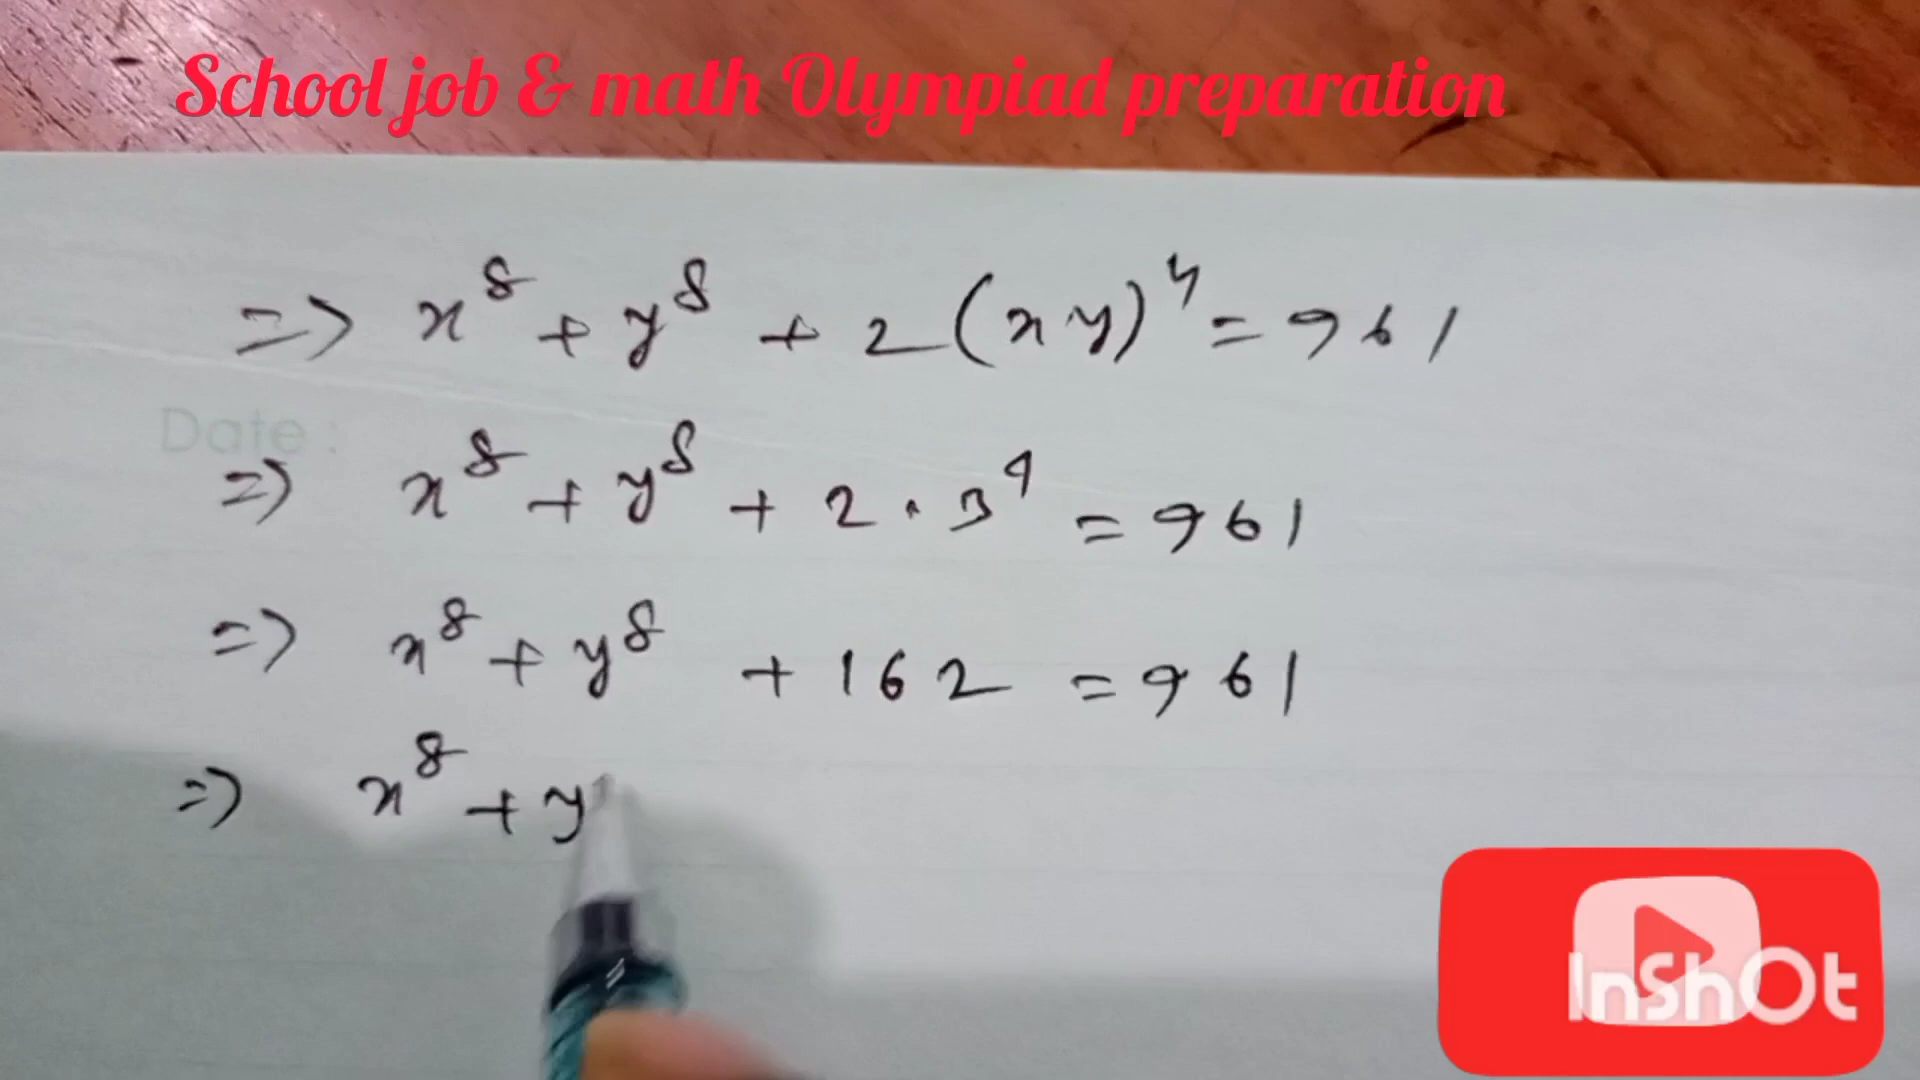 School job & math Olympiad preparation
=> x⁸ + y⁸ + 2(xy)⁴ = 961
Date :
=> x⁸ + y⁸ + 2 . 3⁴ = 961
=> x⁸ + y⁸ + 162 = 961
=> x⁸ + y
InShOt